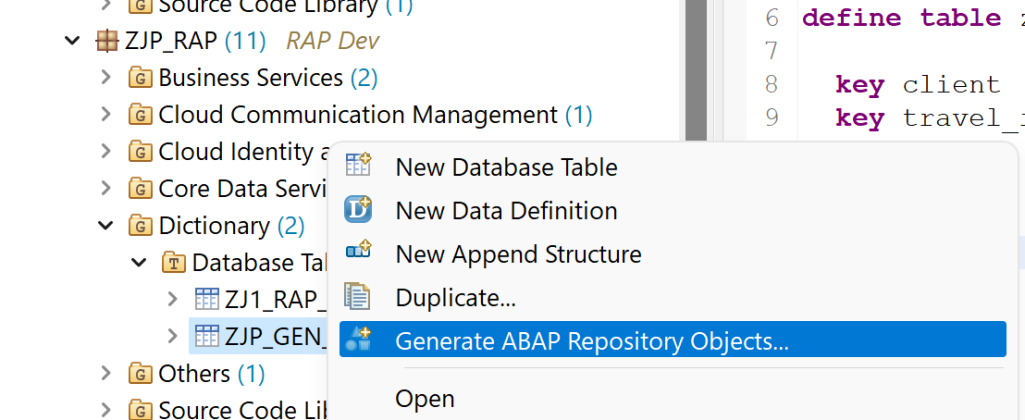 Source Code Library (1)
ZJP_RAP (11) RAP Dev
Business Services (2)
Cloud Communication Management (1)
Cloud Identity a
Core Data Servi
Dictionary (2)
Database Tal
ZJ1_RAP_
ZJP_GEN_
Others (1)
Source Code Lib
6 define table
7
8 key client
9 key travel_
New Database Table
New Data Definition
New Append Structure
Duplicate...
Generate ABAP Repository Objects...
Open